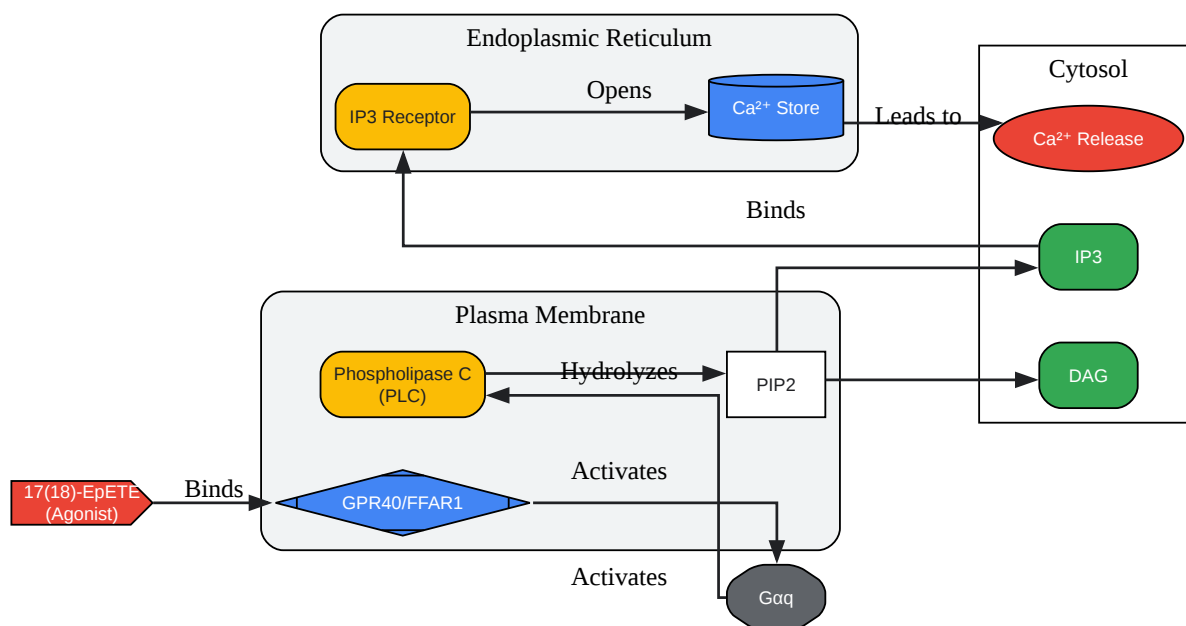 Endoplasmic Reticulum
Cytosol
IP3 Receptor
Opens
Ca²⁺ Store
Leads to
Ca²⁺ Release
Binds
IP3
Plasma Membrane
Phospholipase C
(PLC)
Hydrolyzes
PIP2
DAG
17(18)-EpETE
(Agonist)
Binds
GPR40/FFAR1
Activates
Activates
Gαq